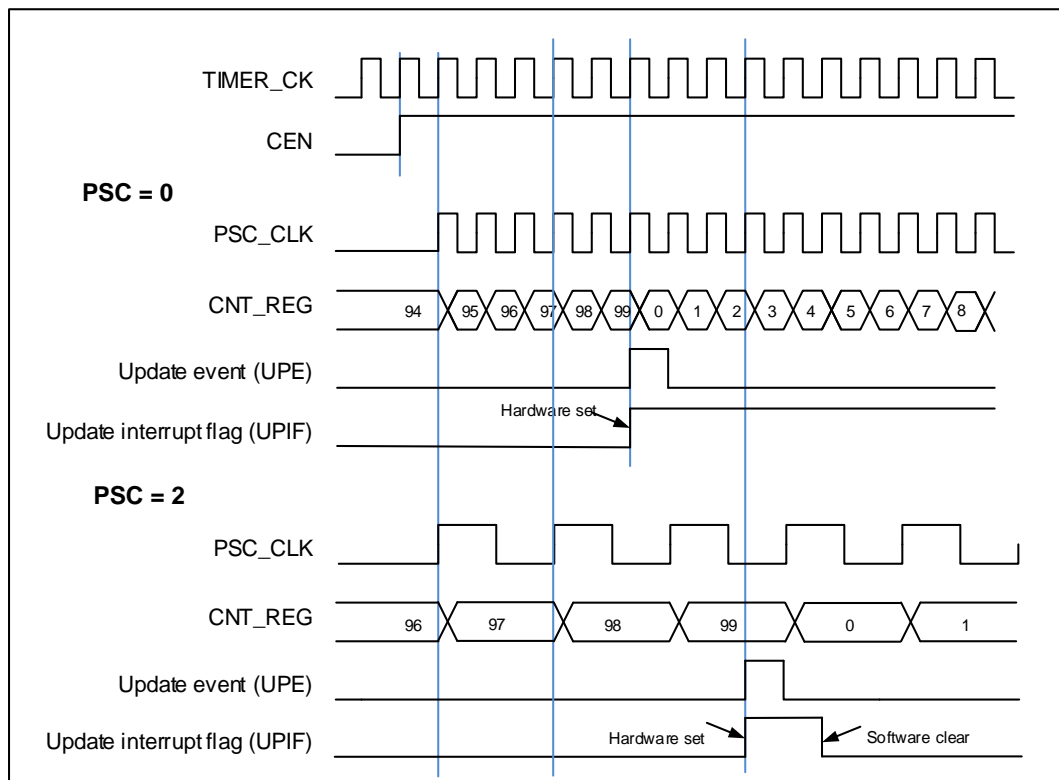 TIMER_CK
CEN
PSC = 0
PSC_CLK
CNT_REG 94 95 96 97 98 99 0 1 2 3 4 5 6 7 8
Update event (UPE)
Hardware set
Update interrupt flag (UPIF)
PSC = 2
PSC_CLK
CNT_REG 96 97 98 99 0 1
Update event (UPE)
Update interrupt flag (UPIF) Hardware set Software clear